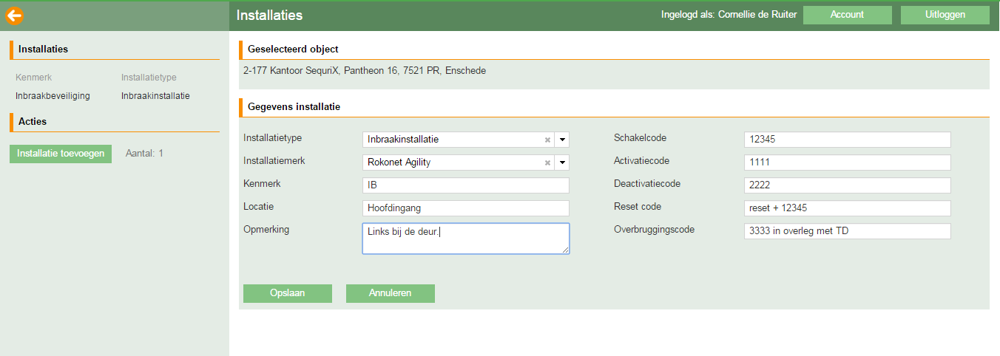 Installaties
Ingelogd als: Cornellie de Ruiter
Account
Uitloggen
Installaties
Kenmerk Installatietype
Inbraakbeveiliging Inbraakinstallatie
Acties
Installatie toevoegen Aantal: 1
Geselecteerd object
2-177 Kantoor SequriX, Pantheon 16, 7521 PR, Enschede
Gegevens installatie
Installatietype Inbraakinstallatie Schakelcode 12345
Installatiemerk Rokonet Agility Activatiecode 1111
Kenmerk IB Deactivatiecode 2222
Locatie Hoofdingang Reset code reset + 12345
Opmerking Links bij de deur. Overbruggingscode 3333 in overleg met TD
Opslaan Annuleren